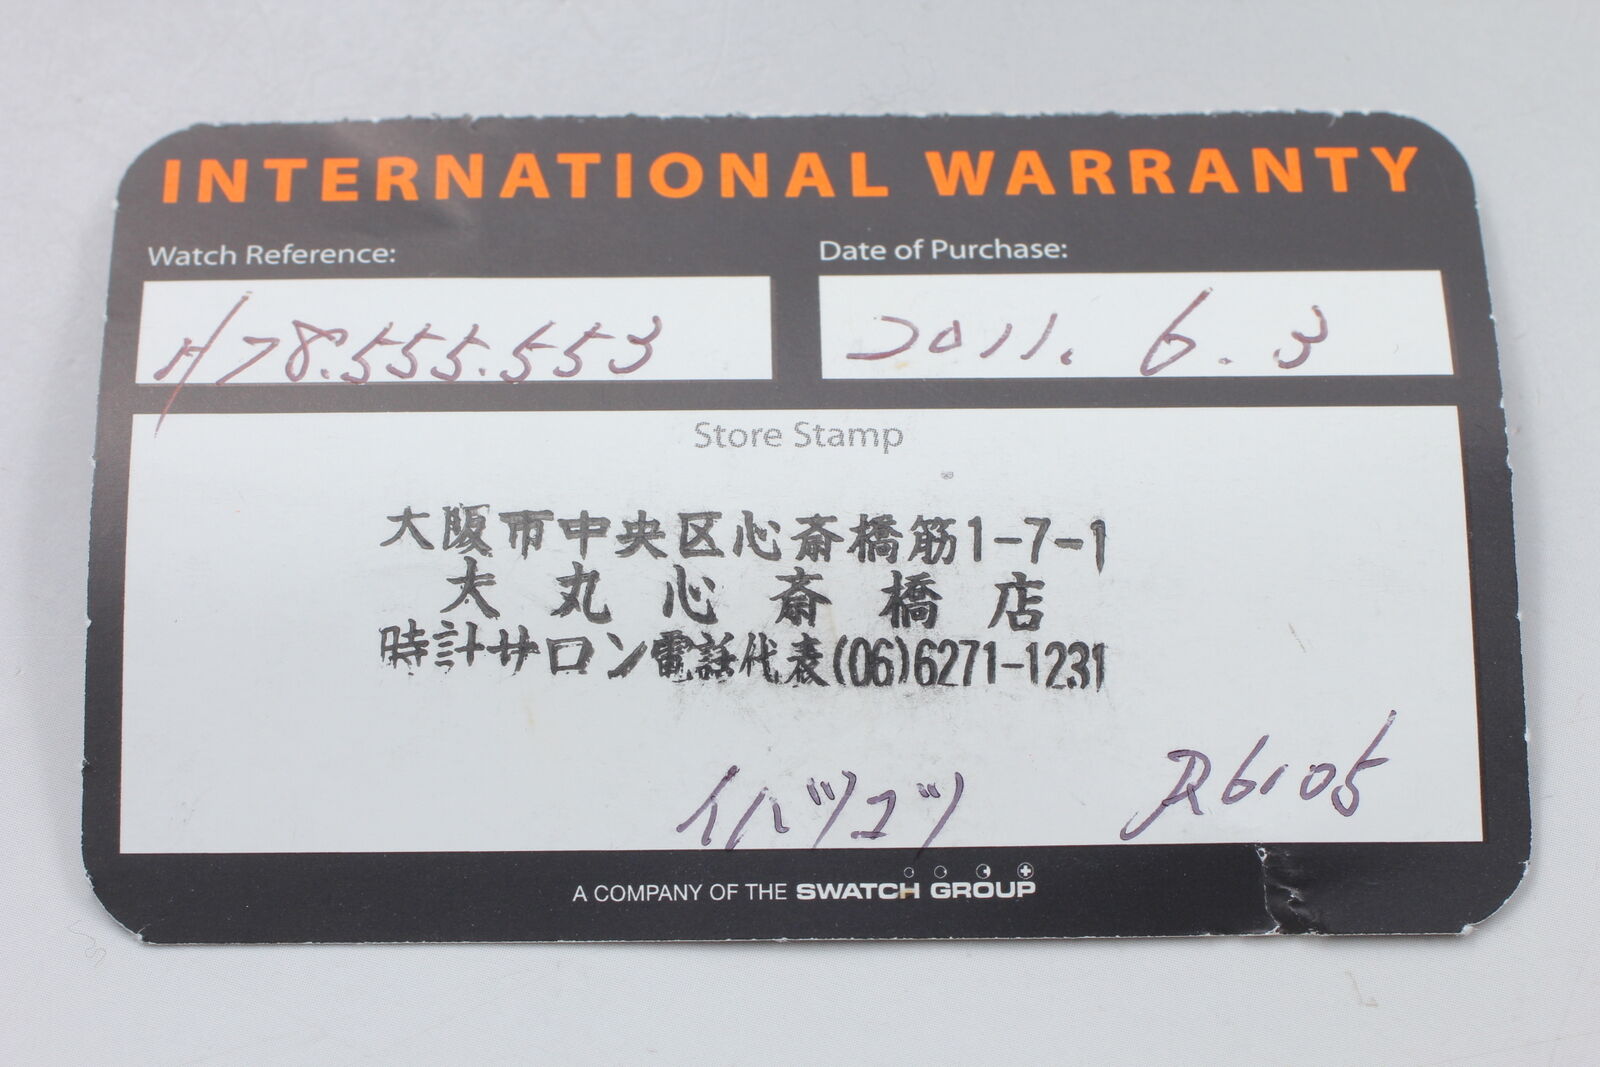 INTERNATIONAL WARRANTY
Watch Reference:
H78.555.553
Date of Purchase:
2011. 6. 3
Store Stamp
大阪市中央区心斎橋筋1-7-1
大丸心斎橋店
時計サロン電話代表(06)6271-1231
イハヅコツ
R6105
A COMPANY OF THE SWATCH GROUP